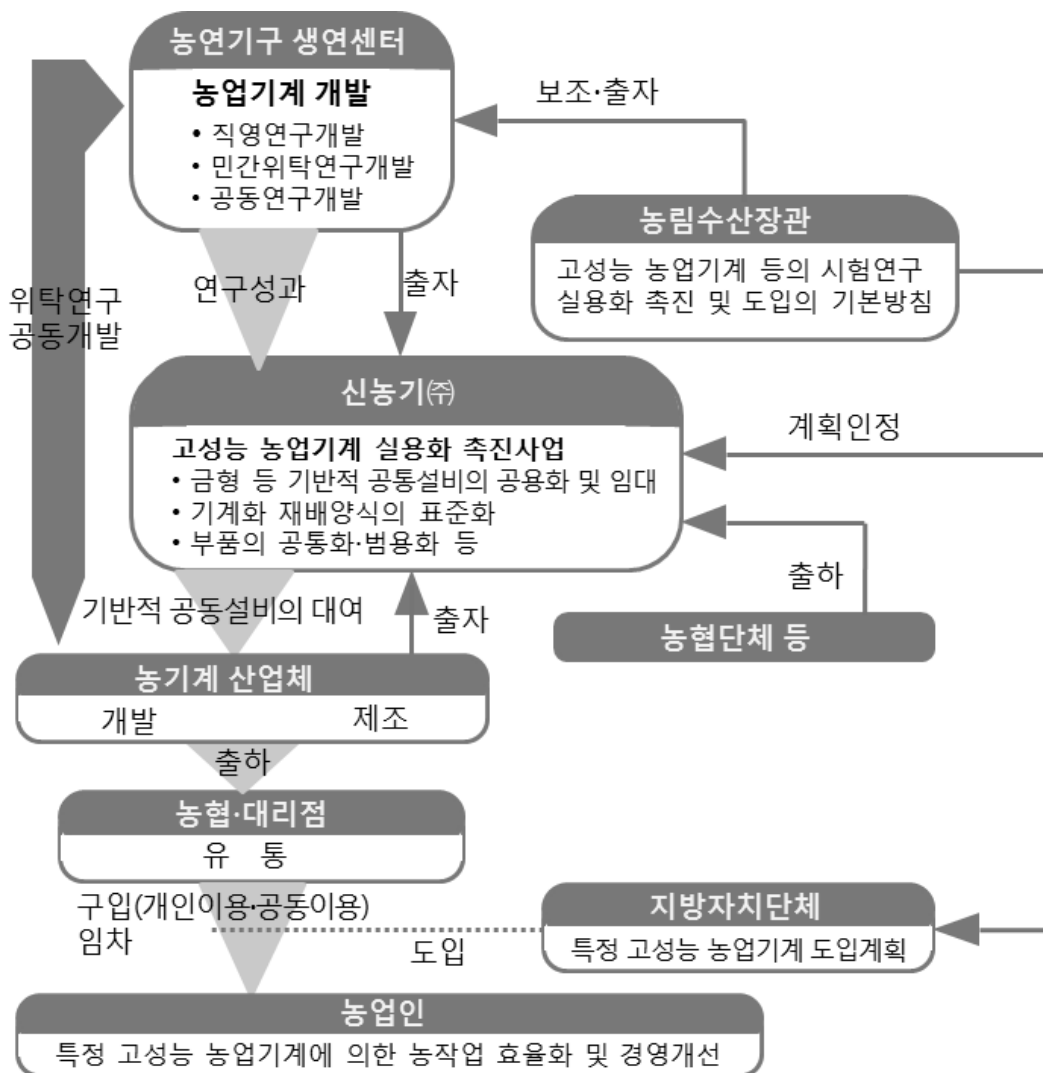 농연기구 생연센터
농업기계 개발
• 직영연구개발
• 민간위탁연구개발
• 공동연구개발
보조·출자
농림수산장관
고성능 농업기계 등의 시험연구
실용화 촉진 및 도입의 기본방침
위탁연구
공동개발
연구성과
출자
신농기㈜
고성능 농업기계 실용화 촉진사업
• 금형 등 기반적 공통설비의 공용화 및 임대
• 기계화 재배양식의 표준화
• 부품의 공통화·범용화 등
계획인정
출하
농협단체 등
기반적 공동설비의 대여
출자
농기계 산업체
개발 제조
출하
농협·대리점
유 통
구입(개인이용·공동이용)
임차
도입
지방자치단체
특정 고성능 농업기계 도입계획
농업인
특정 고성능 농업기계에 의한 농작업 효율화 및 경영개선